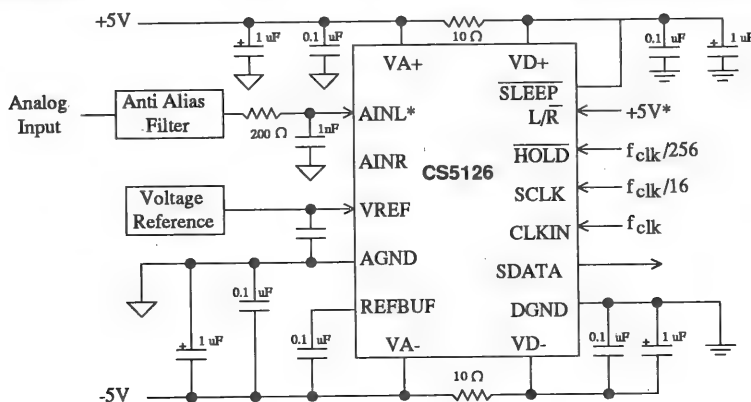 +5V
1 uF
0.1 uF
10 Ω
0.1 uF
1 uF
VA+
VD+
SLEEP
Analog Input
Anti Alias Filter
200 Ω
1nF
AINL*
L/R
+5V*
AINR
CS5126
HOLD
fclk/256
SCLK
fclk/16
Voltage Reference
VREF
CLKIN
fclk
AGND
SDATA
REFBUF
DGND
0.1 uF
1 uF
0.1 uF
VA-
VD-
0.1 uF
1 uF
-5V
10 Ω